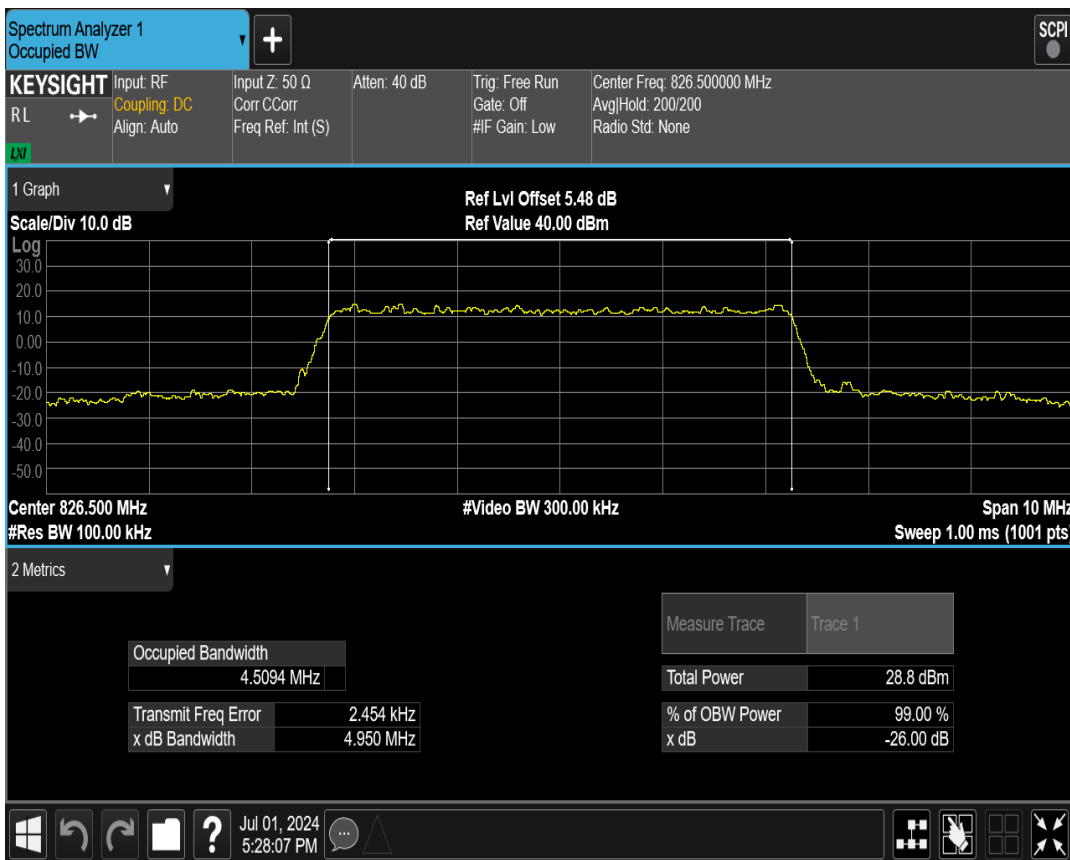 Spectrum Analyzer 1
Occupied BW
+
SCPI
KEYSIGHT
R L
LXI
Input: RF
Coupling: DC
Align: Auto
Input Z: 50 Ω
Corr CCorr
Freq Ref: Int (S)
Atten: 40 dB
Trig: Free Run
Gate: Off
#IF Gain: Low
Center Freq: 826.500000 MHz
Avg|Hold: 200/200
Radio Std: None
1 Graph
Scale/Div 10.0 dB
Ref Lvl Offset 5.48 dB
Ref Value 40.00 dBm
Log
30.0
20.0
10.0
0.00
-10.0
-20.0
-30.0
-40.0
-50.0
Center 826.500 MHz
#Video BW 300.00 kHz
Span 10 MHz
#Res BW 100.00 kHz
Sweep 1.00 ms (1001 pts)
2 Metrics
Measure Trace Trace 1
Occupied Bandwidth
4.5094 MHz
Total Power 28.8 dBm
Transmit Freq Error 2.454 kHz
% of OBW Power 99.00 %
x dB Bandwidth 4.950 MHz
x dB -26.00 dB
?
Jul 01, 2024
5:28:07 PM